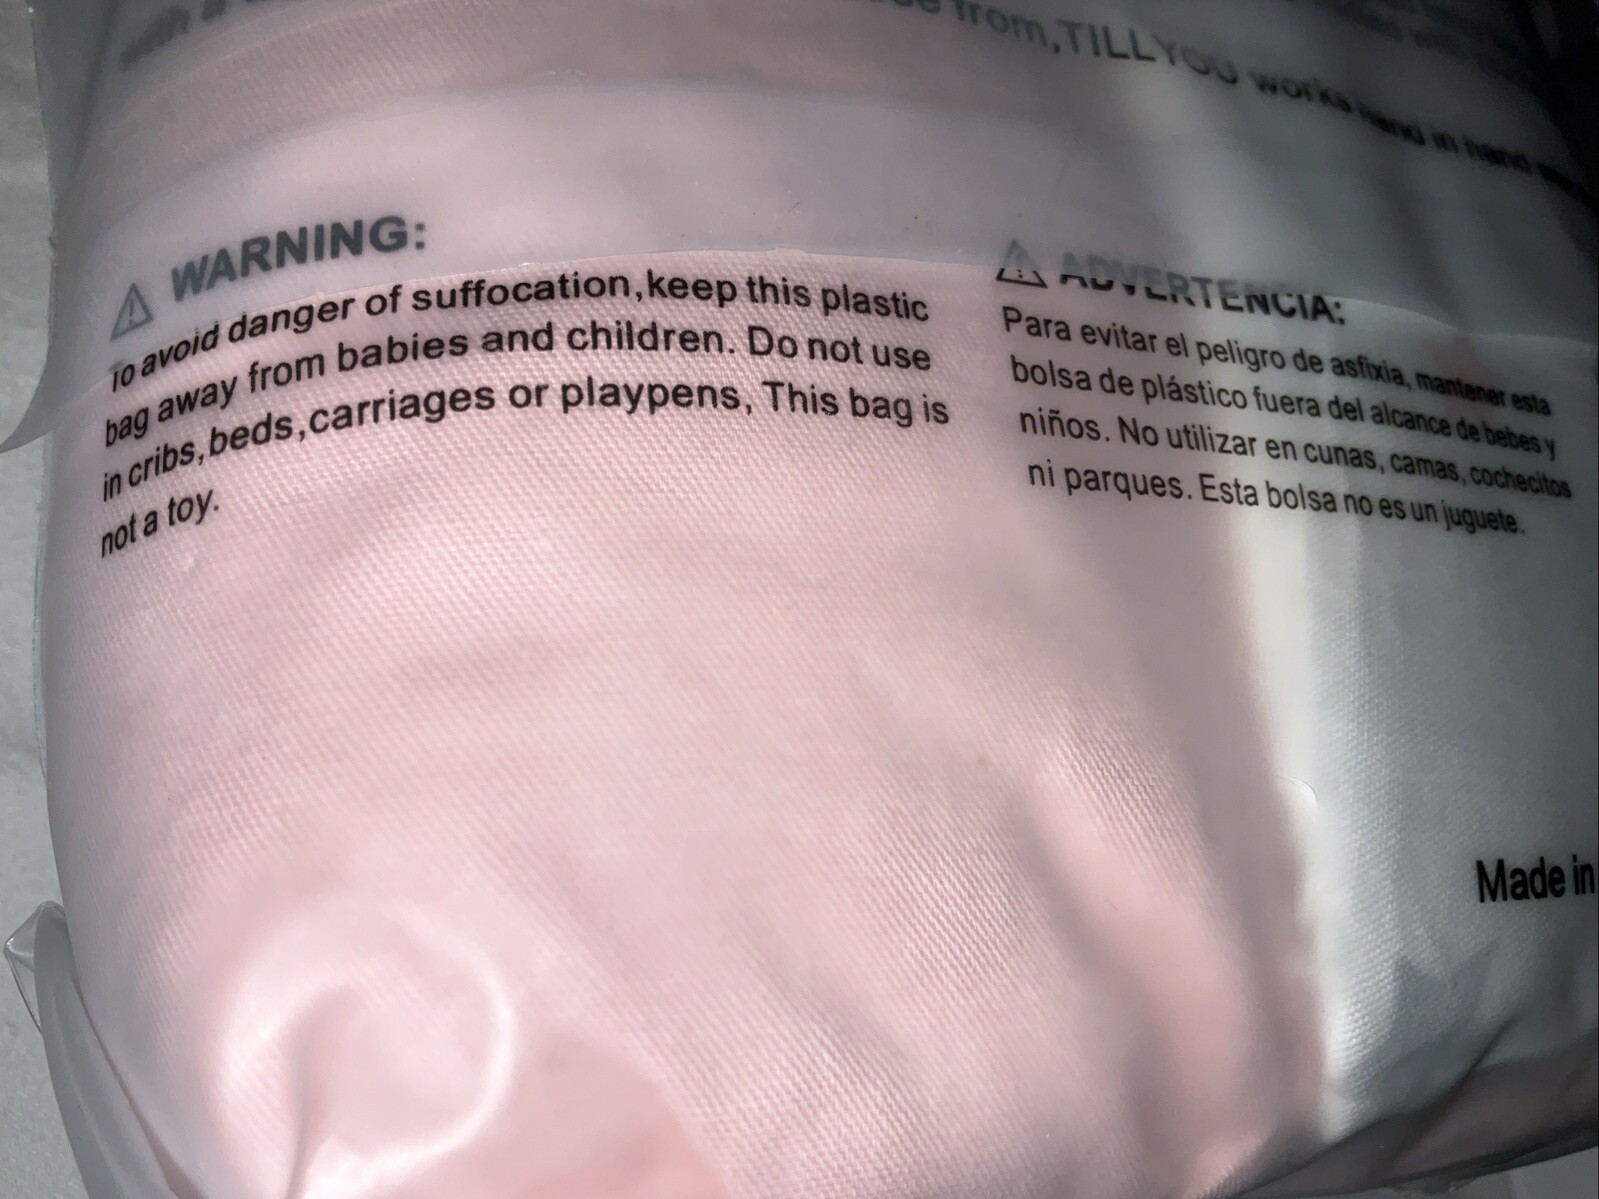 from,TILLYOU works hand in hand
WARNING:
To avoid danger of suffocation,keep this plastic
bag away from babies and children. Do not use
in cribs,beds,carriages or playpens, This bag is
not a toy.
ADVERTENCIA:
Para evitar el peligro de asfixia, mantener esta
bolsa de plástico fuera del alcance de bebes y
niños. No utilizar en cunas, camas, cochecitos
ni parques. Esta bolsa no es un juguete.
Made in